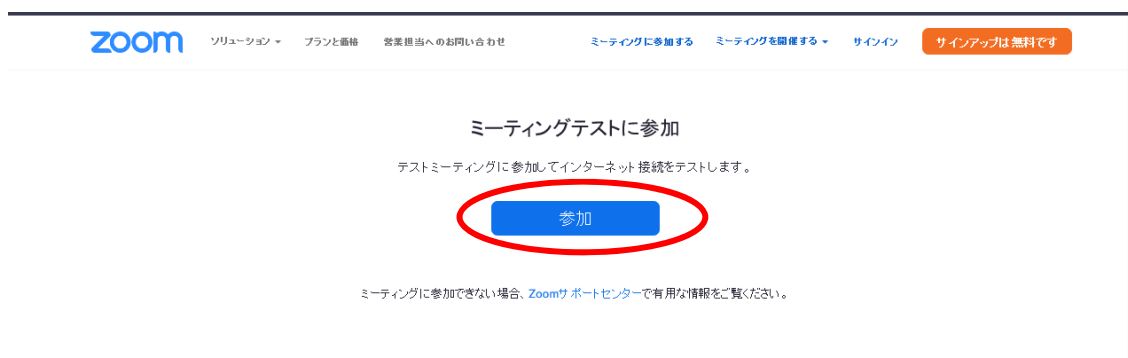 zoom ソリューション プランと価格 営業担当へのお問い合わせ ミーティングに参加する ミーティングを開催する サインイン サインアップは無料です
ミーティングテストに参加
テストミーティングに参加してインターネット接続をテストします。
参加
ミーティングに参加できない場合、Zoomサポートセンターで有用な情報をご覧ください。